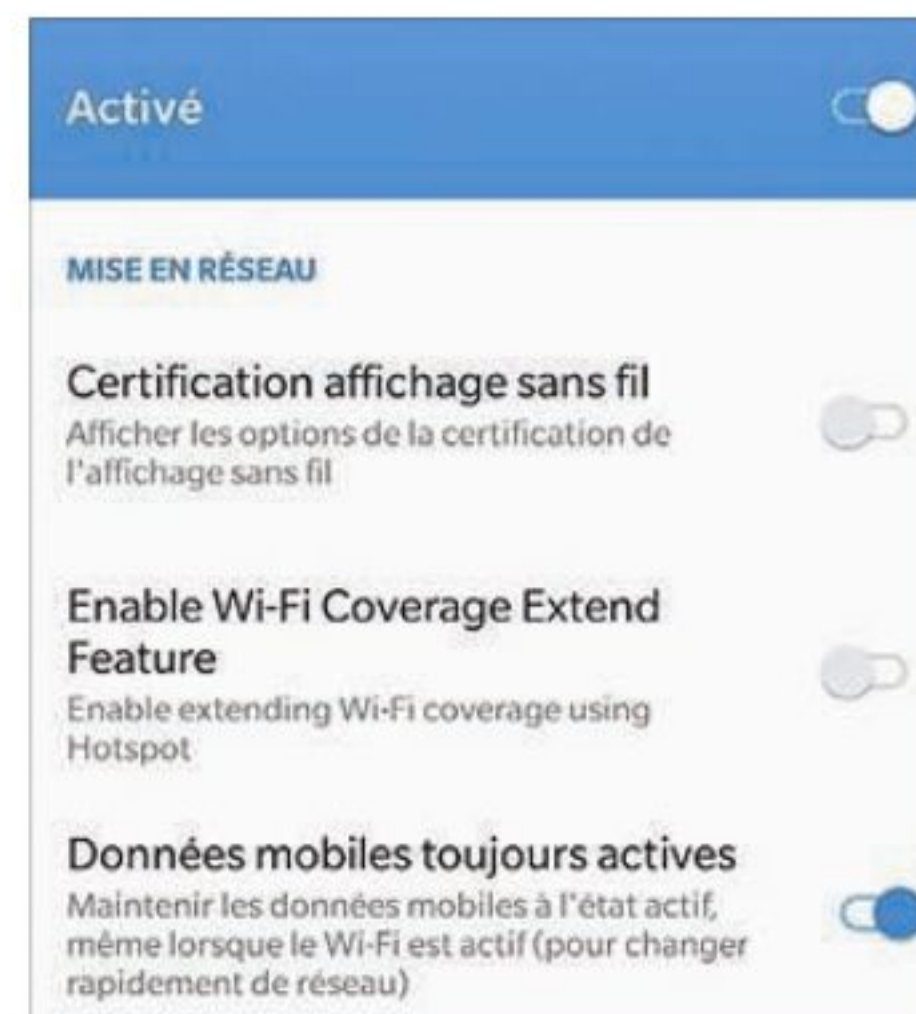 Activé
MISE EN RÉSEAU
Certification affichage sans fil
Afficher les options de la certification de
l'affichage sans fil
Enable Wi-Fi Coverage Extend
Feature
Enable extending Wi-Fi coverage using
Hotspot
Données mobiles toujours actives
Maintenir les données mobiles à l'état actif,
même lorsque le Wi-Fi est actif (pour changer
rapidement de réseau)